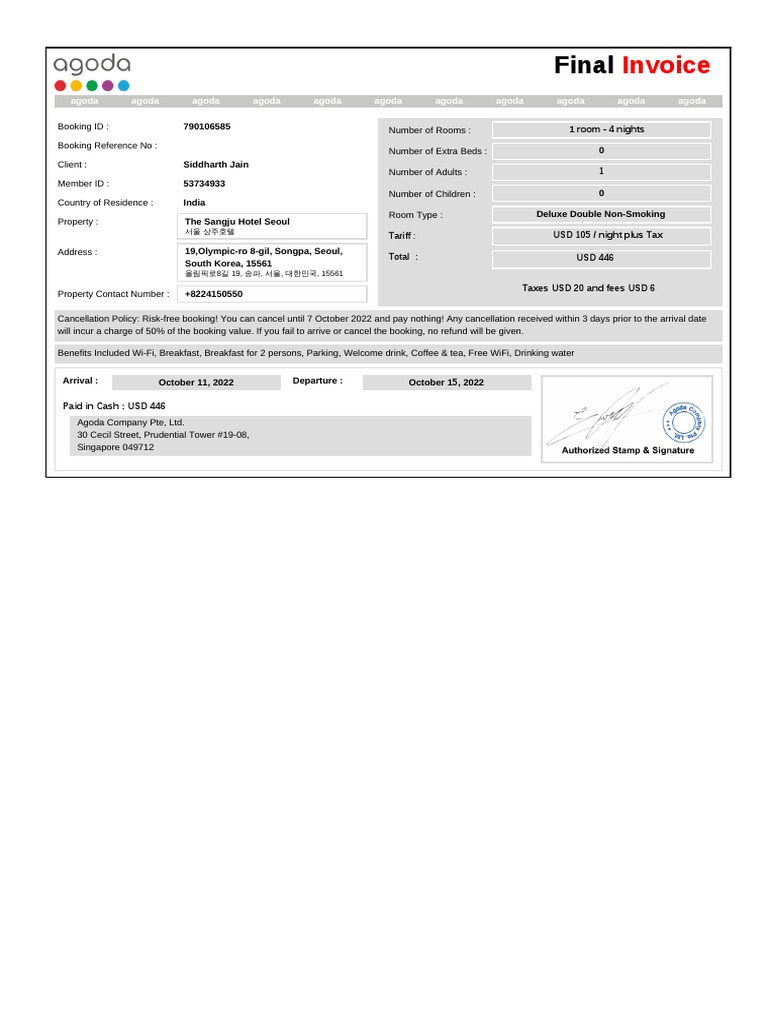 agoda
Final Invoice
agoda agoda agoda agoda agoda agoda agoda agoda agoda agoda agoda
Booking ID : 790106585
Booking Reference No :
Client : Siddharth Jain
Member ID : 53734933
Country of Residence : India
Property : The Sangju Hotel Seoul
서울 상주호텔
Address : 19,Olympic-ro 8-gil, Songpa, Seoul,
South Korea, 15561
올림픽로8길 19, 송파, 서울, 대한민국, 15561
Property Contact Number : +8224150550
Number of Rooms : 1 room - 4 nights
Number of Extra Beds : 0
Number of Adults : 1
Number of Children : 0
Room Type : Deluxe Double Non-Smoking
Tariff : USD 105 / night plus Tax
Total : USD 446
Taxes USD 20 and fees USD 6
Cancellation Policy: Risk-free booking! You can cancel until 7 October 2022 and pay nothing! Any cancellation received within 3 days prior to the arrival date
will incur a charge of 50% of the booking value. If you fail to arrive or cancel the booking, no refund will be given.
Benefits Included Wi-Fi, Breakfast, Breakfast for 2 persons, Parking, Welcome drink, Coffee & tea, Free WiFi, Drinking water
Arrival : October 11, 2022 Departure : October 15, 2022
Paid in Cash : USD 446
Agoda Company Pte, Ltd.
30 Cecil Street, Prudential Tower #19-08,
Singapore 049712
Agoda Company Pte. Ltd.
Authorized Stamp & Signature